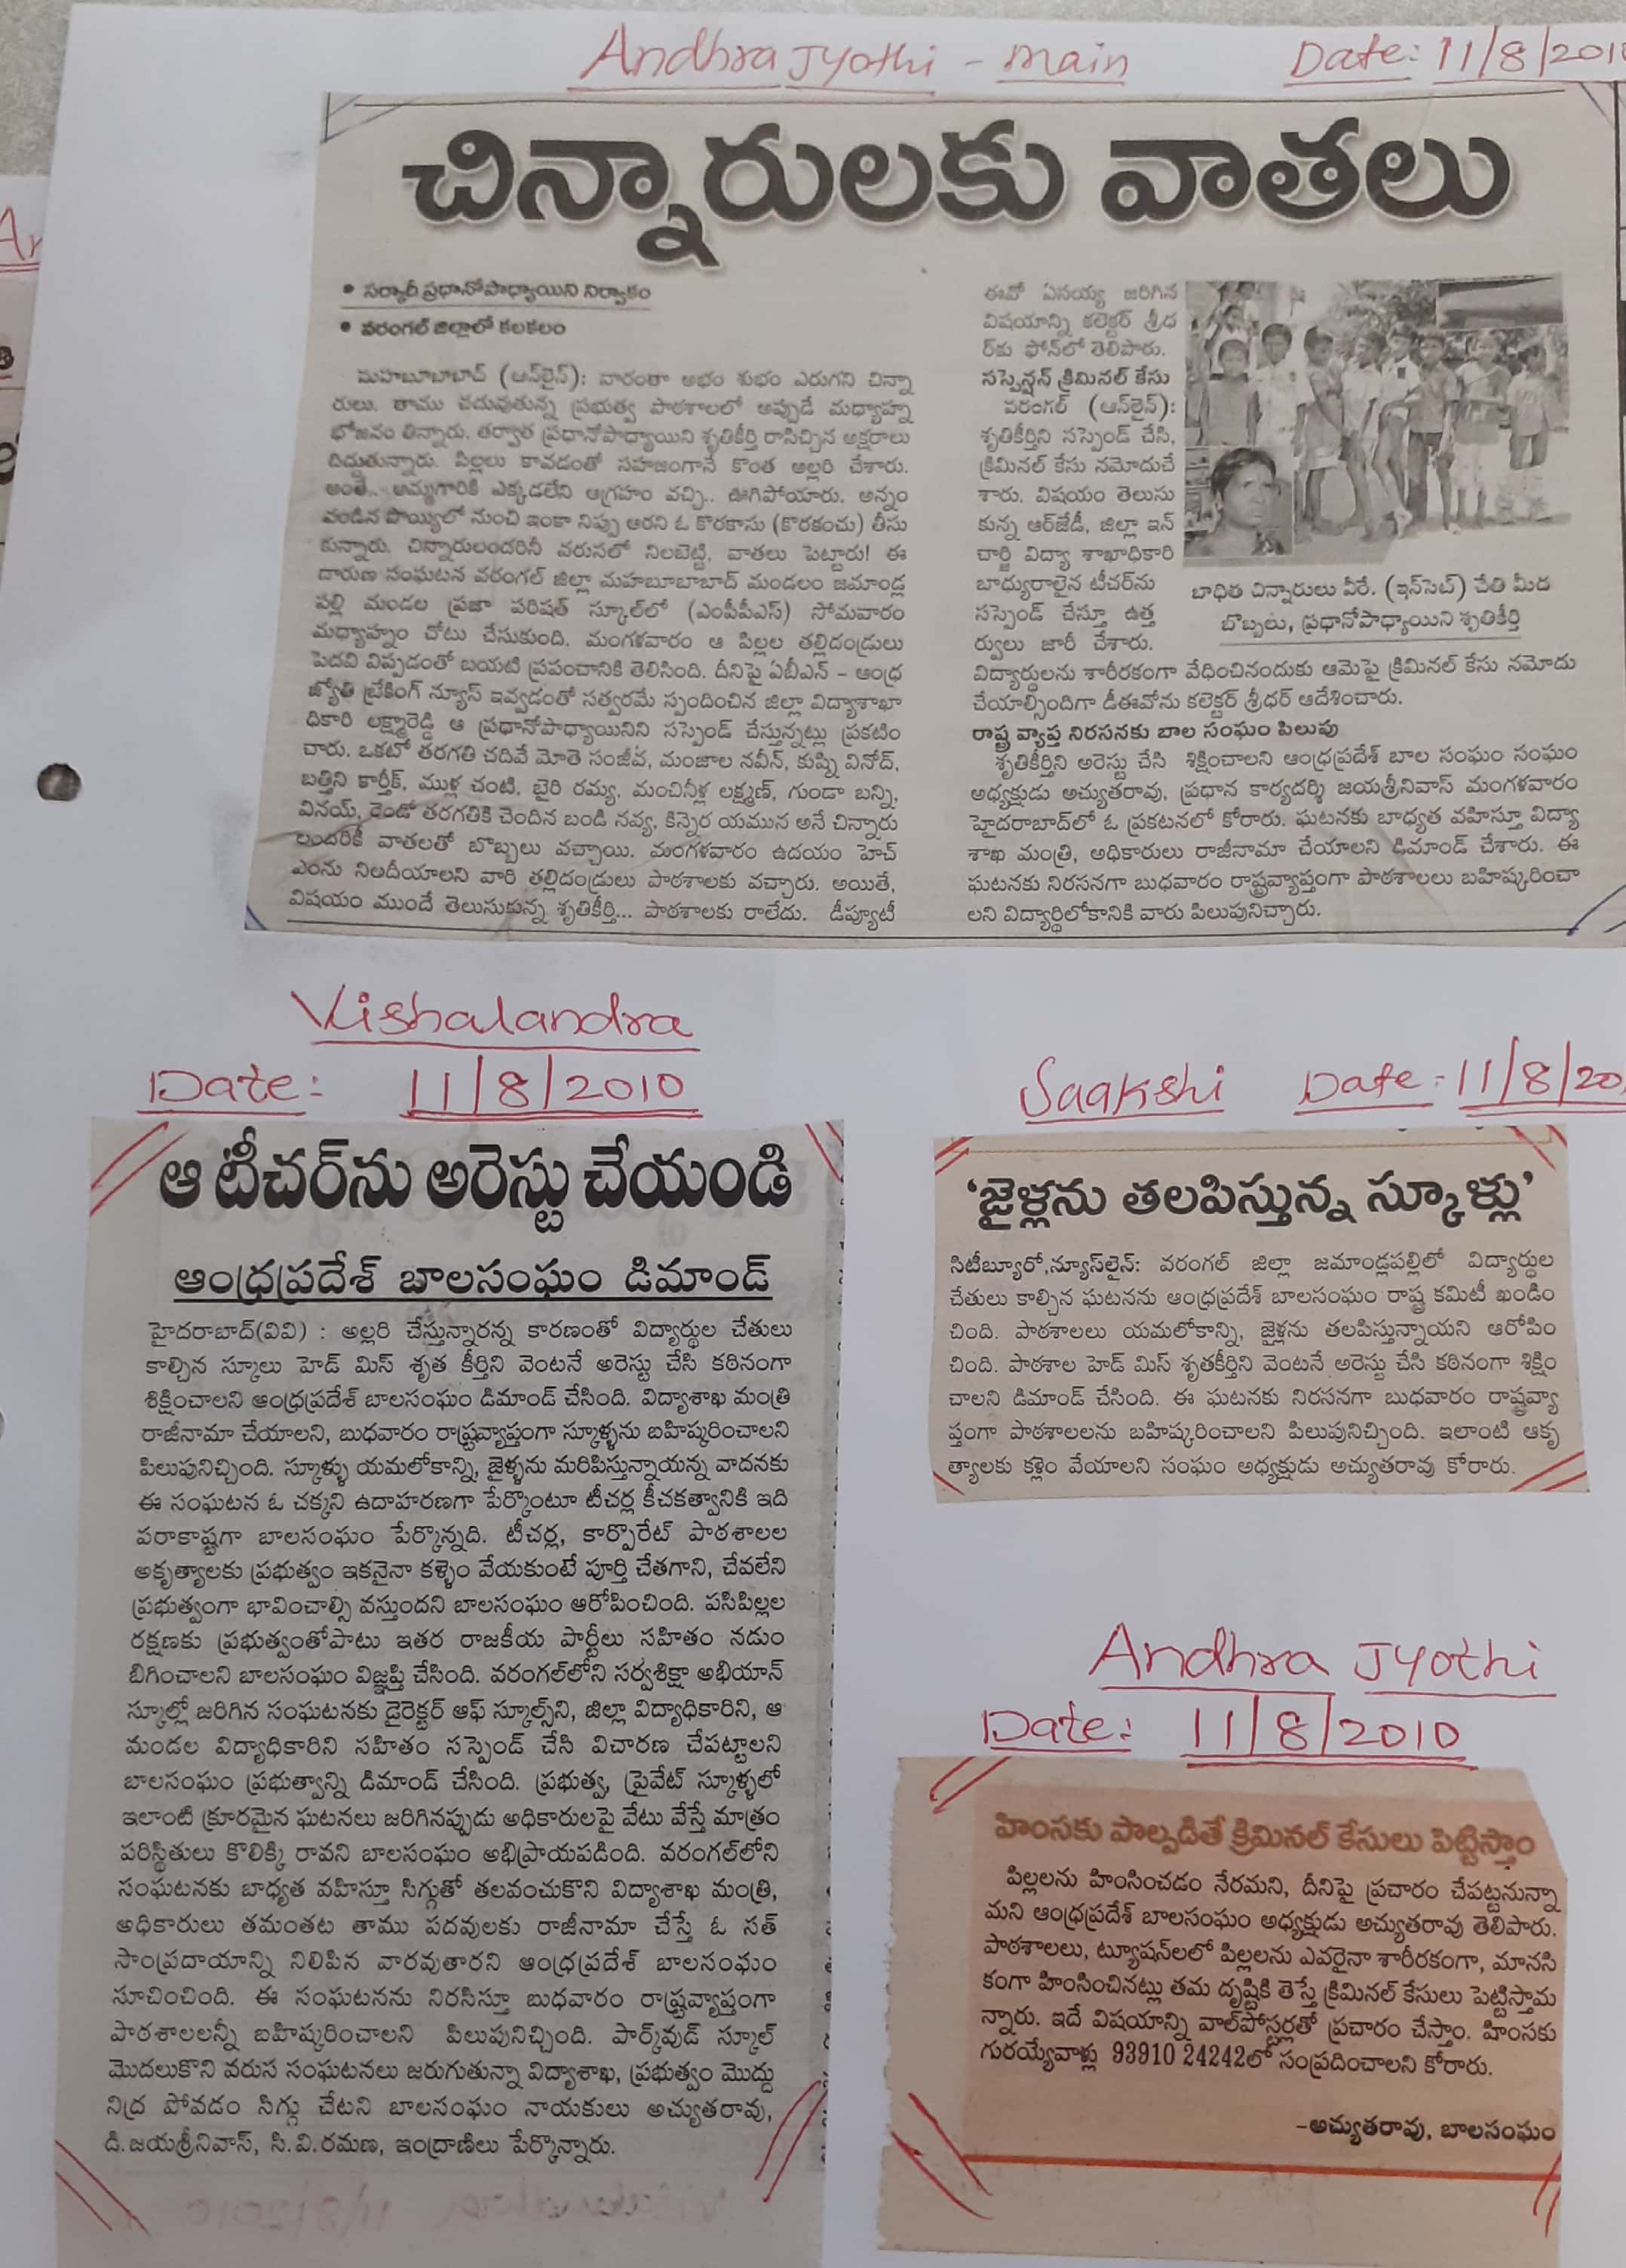 Andhra Jyothi - main Date: 11/8/201
చిన్నారులకు వాతలు
• సర్కారీ ప్రధానోపాధ్యాయిని నిర్వాకం
• వరంగల్ జిల్లాలో కలకలం
మహబూబాబాద్ (ఆన్‌లైన్): వారంతా అభం శుభం ఎరుగని చిన్నా
రులు. తాము చదువుతున్న ప్రభుత్వ పాఠశాలలో అప్పుడే మధ్యాహ్న
భోజనం తిన్నారు. తర్వాత ప్రధానోపాధ్యాయిని శృతికీర్తి రాసిచ్చిన అక్షరాలు
దిద్దుతున్నారు. పిల్లలు కావడంతో సహజంగానే కొంత అల్లరి చేశారు.
అంతే.. అమ్మగారికి ఎక్కడలేని ఆగ్రహం వచ్చి.. ఊగిపోయారు. అన్నం
వండిన పొయ్యిలో నుంచి ఇంకా నిప్పు ఆరని ఓ కొరకాసు (కొరకంచు) తీసు
కున్నారు. చిన్నారులందరినీ వరుసలో నిలబెట్టి, వాతలు పెట్టారు! ఈ
దారుణ సంఘటన వరంగల్ జిల్లా మహబూబాబాద్ మండలం జమాండ్ల
పల్లి మండల ప్రజా పరిషత్ స్కూల్‌లో (ఎంపీపీఎస్) సోమవారం
మధ్యాహ్నం చోటు చేసుకుంది. మంగళవారం ఆ పిల్లల తల్లిదండ్రులు
పెదవి విప్పడంతో బయటి ప్రపంచానికి తెలిసింది. దీనిపై ఏబీఎన్ - ఆంధ్ర
జ్యోతి బ్రేకింగ్ న్యూస్ ఇవ్వడంతో సత్వరమే స్పందించిన జిల్లా విద్యాశాఖా
ధికారి లక్ష్మారెడ్డి ఆ ప్రధానోపాధ్యాయినిని సస్పెండ్ చేస్తున్నట్లు ప్రకటిం
చారు. ఒకటో తరగతి చదివే మోతె సంజీవ, మంజాల నవీన్, కుప్ని వినోద్,
బత్తిని కార్తీక్, ముళ్ల చంటి, బైరి రమ్య, మంచినీళ్ల లక్ష్మణ్, గుండా బన్ని,
వినయ్, రెండో తరగతికి చెందిన బండి నవ్య, కిన్నెర యమున అనే చిన్నారు
లందరికీ వాతలతో బొబ్బలు వచ్చాయి. మంగళవారం ఉదయం హెచ్
ఎంను నిలదీయాలని వారి తల్లిదండ్రులు పాఠశాలకు వచ్చారు. అయితే,
విషయం ముందే తెలుసుకున్న శృతికీర్తి... పాఠశాలకు రాలేదు. డిప్యూటీ
ఈవో ఏసయ్య జరిగిన
విషయాన్ని కలెక్టర్ శ్రీధ
ర్‌కు ఫోన్‌లో తెలిపారు.
సస్పెన్షన్ క్రిమినల్ కేసు
వరంగల్ (ఆన్‌లైన్):
శృతికీర్తిని సస్పెండ్ చేసి,
క్రిమినల్ కేసు నమోదుచే
శారు. విషయం తెలుసు
కున్న ఆర్‌జేడీ, జిల్లా ఇన్
చార్జి విద్యా శాఖాధికారి
బాధ్యురాలైన టీచర్‌ను
సస్పెండ్ చేస్తూ ఉత్త
ర్వులు జారీ చేశారు.
విద్యార్థులను శారీరకంగా వేధించినందుకు ఆమెపై క్రిమినల్ కేసు నమోదు
చేయాల్సిందిగా డీఈవోను కలెక్టర్ శ్రీధర్ ఆదేశించారు.
బాధిత చిన్నారులు వీరే. (ఇన్‌సెట్) చేతి మీద
బొబ్బలు, ప్రధానోపాధ్యాయిని శృతికీర్తి
రాష్ట్ర వ్యాప్త నిరసనకు బాల సంఘం పిలుపు
శృతికీర్తిని అరెస్టు చేసి శిక్షించాలని ఆంధ్రప్రదేశ్ బాల సంఘం సంఘం
అధ్యక్షుడు అచ్యుతరావు, ప్రధాన కార్యదర్శి జయశ్రీనివాస్ మంగళవారం
హైదరాబాద్‌లో ఓ ప్రకటనలో కోరారు. ఘటనకు బాధ్యత వహిస్తూ విద్యా
శాఖ మంత్రి, అధికారులు రాజీనామా చేయాలని డిమాండ్ చేశారు. ఈ
ఘటనకు నిరసనగా బుధవారం రాష్ట్రవ్యాప్తంగా పాఠశాలలు బహిష్కరించా
లని విద్యార్థిలోకానికి వారు పిలుపునిచ్చారు.
Vishalandra
Date: 11/8/2010
ఆ టీచర్‌ను అరెస్టు చేయండి
ఆంధ్రప్రదేశ్ బాలసంఘం డిమాండ్
హైదరాబాద్(వివి) : అల్లరి చేస్తున్నారన్న కారణంతో విద్యార్థుల చేతులు
కాల్చిన స్కూలు హెడ్ మిస్ శృత కీర్తిని వెంటనే అరెస్టు చేసి కఠినంగా
శిక్షించాలని ఆంధ్రప్రదేశ్ బాలసంఘం డిమాండ్ చేసింది. విద్యాశాఖ మంత్రి
రాజీనామా చేయాలని, బుధవారం రాష్ట్రవ్యాప్తంగా స్కూళ్ళను బహిష్కరించాలని
పిలుపునిచ్చింది. స్కూళ్ళు యమలోకాన్ని, జైళ్ళను మరిపిస్తున్నాయన్న వాదనకు
ఈ సంఘటన ఓ చక్కని ఉదాహరణగా పేర్కొంటూ టీచర్ల కీచకత్వానికి ఇది
పరాకాష్టగా బాలసంఘం పేర్కొన్నది. టీచర్ల, కార్పొరేట్ పాఠశాలల
అకృత్యాలకు ప్రభుత్వం ఇకనైనా కళ్ళెం వేయకుంటే పూర్తి చేతగాని, చేవలేని
ప్రభుత్వంగా భావించాల్సి వస్తుందని బాలసంఘం ఆరోపించింది. పసిపిల్లల
రక్షణకు ప్రభుత్వంతోపాటు ఇతర రాజకీయ పార్టీలు సహితం నడుం
బిగించాలని బాలసంఘం విజ్ఞప్తి చేసింది. వరంగల్‌లోని సర్వశిక్షా అభియాన్
స్కూల్లో జరిగిన సంఘటనకు డైరెక్టర్ ఆఫ్ స్కూల్స్‌ని, జిల్లా విద్యాధికారిని, ఆ
మండల విద్యాధికారిని సహితం సస్పెండ్ చేసి విచారణ చేపట్టాలని
బాలసంఘం ప్రభుత్వాన్ని డిమాండ్ చేసింది. ప్రభుత్వ, ప్రైవేట్ స్కూళ్ళలో
ఇలాంటి క్రూరమైన ఘటనలు జరిగినప్పుడు అధికారులపై వేటు వేస్తే మాత్రం
పరిస్థితులు కొలిక్కి రావని బాలసంఘం అభిప్రాయపడింది. వరంగల్‌లోని
సంఘటనకు బాధ్యత వహిస్తూ సిగ్గుతో తలవంచుకొని విద్యాశాఖ మంత్రి,
అధికారులు తమంతట తాము పదవులకు రాజీనామా చేస్తే ఓ సత్
సాంప్రదాయాన్ని నిలిపిన వారవుతారని ఆంధ్రప్రదేశ్ బాలసంఘం
సూచించింది. ఈ సంఘటనను నిరసిస్తూ బుధవారం రాష్ట్రవ్యాప్తంగా
పాఠశాలలన్నీ బహిష్కరించాలని పిలుపునిచ్చింది. పార్క్‌వుడ్ స్కూల్
మొదలుకొని వరుస సంఘటనలు జరుగుతున్నా విద్యాశాఖ, ప్రభుత్వం మొద్దు
నిద్ర పోవడం సిగ్గు చేటని బాలసంఘం నాయకులు అచ్యుతరావు,
డి.జయశ్రీనివాస్, సి.వి.రమణ, ఇంద్రాణిలు పేర్కొన్నారు.
Saakshi Date: 11/8/20
'జైళ్లను తలపిస్తున్న స్కూళ్లు'
సిటీబ్యూరో,న్యూస్‌లైన్: వరంగల్ జిల్లా జమాండ్లపల్లిలో విద్యార్థుల
చేతులు కాల్చిన ఘటనను ఆంధ్రప్రదేశ్ బాలసంఘం రాష్ట్ర కమిటీ ఖండిం
చింది. పాఠశాలలు యమలోకాన్ని, జైళ్లను తలపిస్తున్నాయని ఆరోపిం
చింది. పాఠశాల హెడ్ మిస్ శృతకీర్తిని వెంటనే అరెస్టు చేసి కఠినంగా శిక్షిం
చాలని డిమాండ్ చేసింది. ఈ ఘటనకు నిరసనగా బుధవారం రాష్ట్రవ్యా
ప్తంగా పాఠశాలలను బహిష్కరించాలని పిలుపునిచ్చింది. ఇలాంటి ఆకృ
త్యాలకు కళ్లెం వేయాలని సంఘం అధ్యక్షుడు అచ్యుతరావు కోరారు.
Andhra Jyothi
Date: 11/8/2010
హింసకు పాల్పడితే క్రిమినల్ కేసులు పెట్టిస్తాం
పిల్లలను హింసించడం నేరమని, దీనిపై ప్రచారం చేపట్టనున్నా
మని ఆంధ్రప్రదేశ్ బాలసంఘం అధ్యక్షుడు అచ్యుతరావు తెలిపారు.
పాఠశాలలు, ట్యూషన్‌లలో పిల్లలను ఎవరైనా శారీరకంగా, మానసి
కంగా హింసించినట్లు తమ దృష్టికి తెస్తే క్రిమినల్ కేసులు పెట్టిస్తామ
న్నారు. ఇదే విషయాన్ని వాల్‌పోస్టర్లతో ప్రచారం చేస్తాం. హింసకు
గురయ్యేవాళ్లు 93910 24242లో సంప్రదించాలని కోరారు.
-అచ్యుతరావు, బాలసంఘం